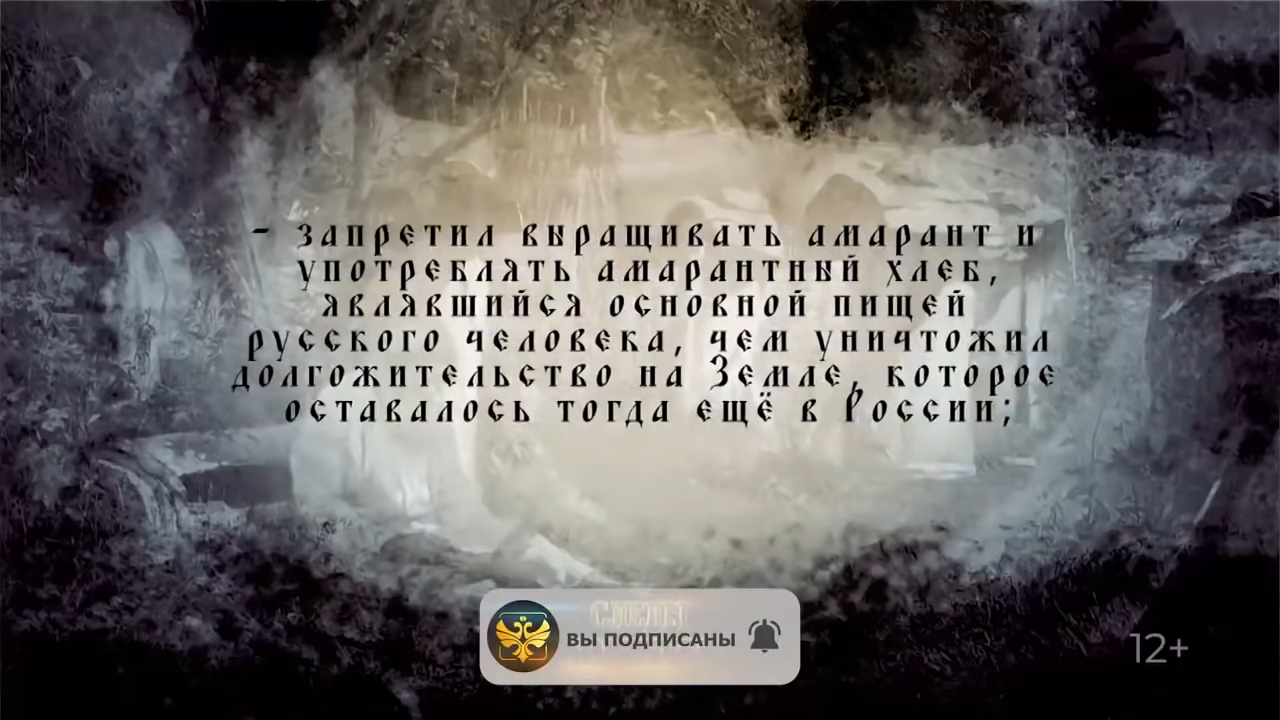 - запретил выращивать амарант и
употреблять амарантный хлеб,
являвшийся основной пищей
русского человека, чем уничтожил
долгожительство на Земле, которое
оставалось тогда ещё в России;
ВЫ ПОДПИСАНЫ
12+